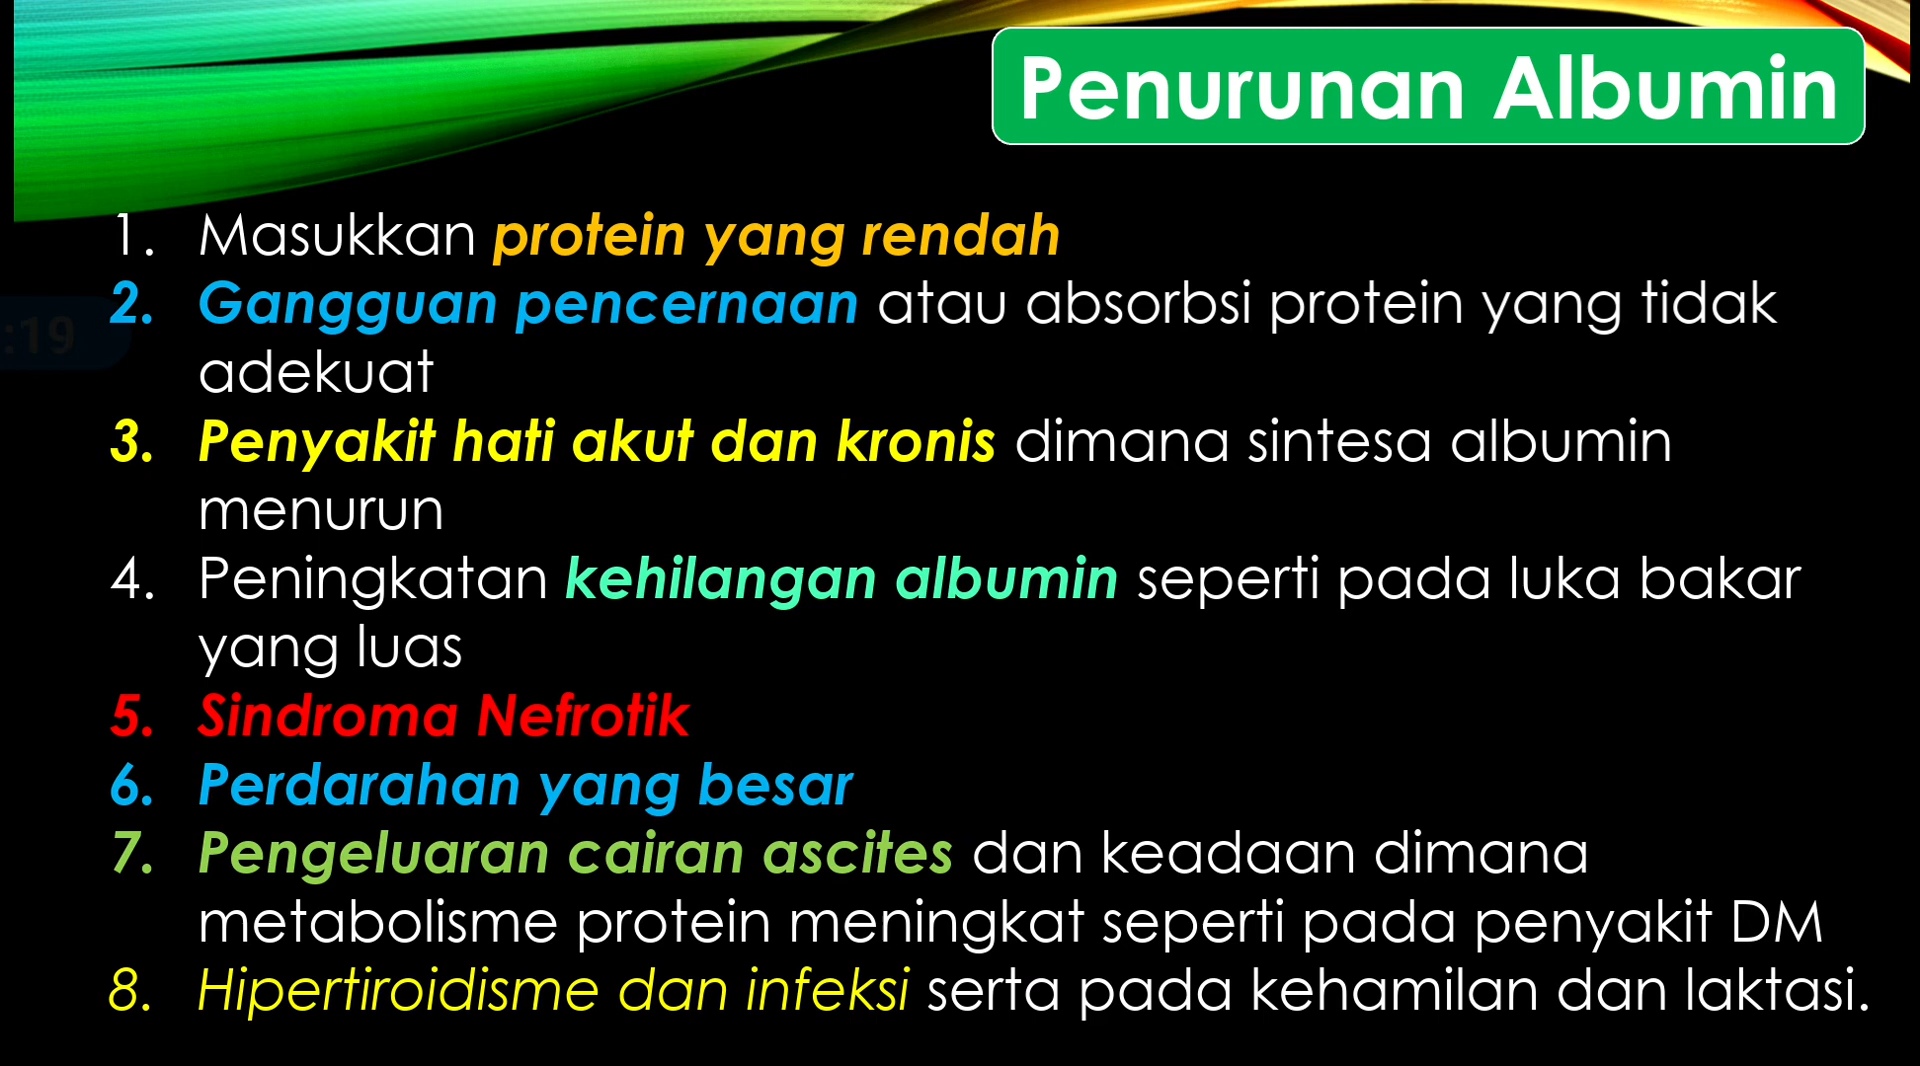 Penurunan Albumin
1. Masukkan protein yang rendah
2. Gangguan pencernaan atau absorbsi protein yang tidak
adekuat
3. Penyakit hati akut dan kronis dimana sintesa albumin
menurun
4. Peningkatan kehilangan albumin seperti pada luka bakar
yang luas
5. Sindroma Nefrotik
6. Perdarahan yang besar
7. Pengeluaran cairan ascites dan keadaan dimana
metabolisme protein meningkat seperti pada penyakit DM
8. Hipertiroidisme dan infeksi serta pada kehamilan dan laktasi.
:19